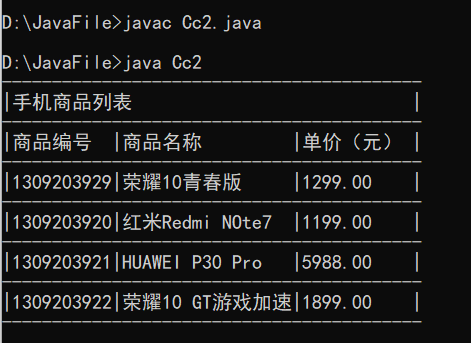 D:\JavaFile>javac Cc2.java
D:\JavaFile>java Cc2
------------------------------------------
|手机商品列表                            |
------------------------------------------
|商品编号  |商品名称         |单价（元） |
------------------------------------------
|1309203929|荣耀10青春版     |1299.00    |
------------------------------------------
|1309203920|红米Redmi NOte7  |1199.00    |
------------------------------------------
|1309203921|HUAWEI P30 Pro   |5988.00    |
------------------------------------------
|1309203922|荣耀10 GT游戏加速|1899.00    |
------------------------------------------